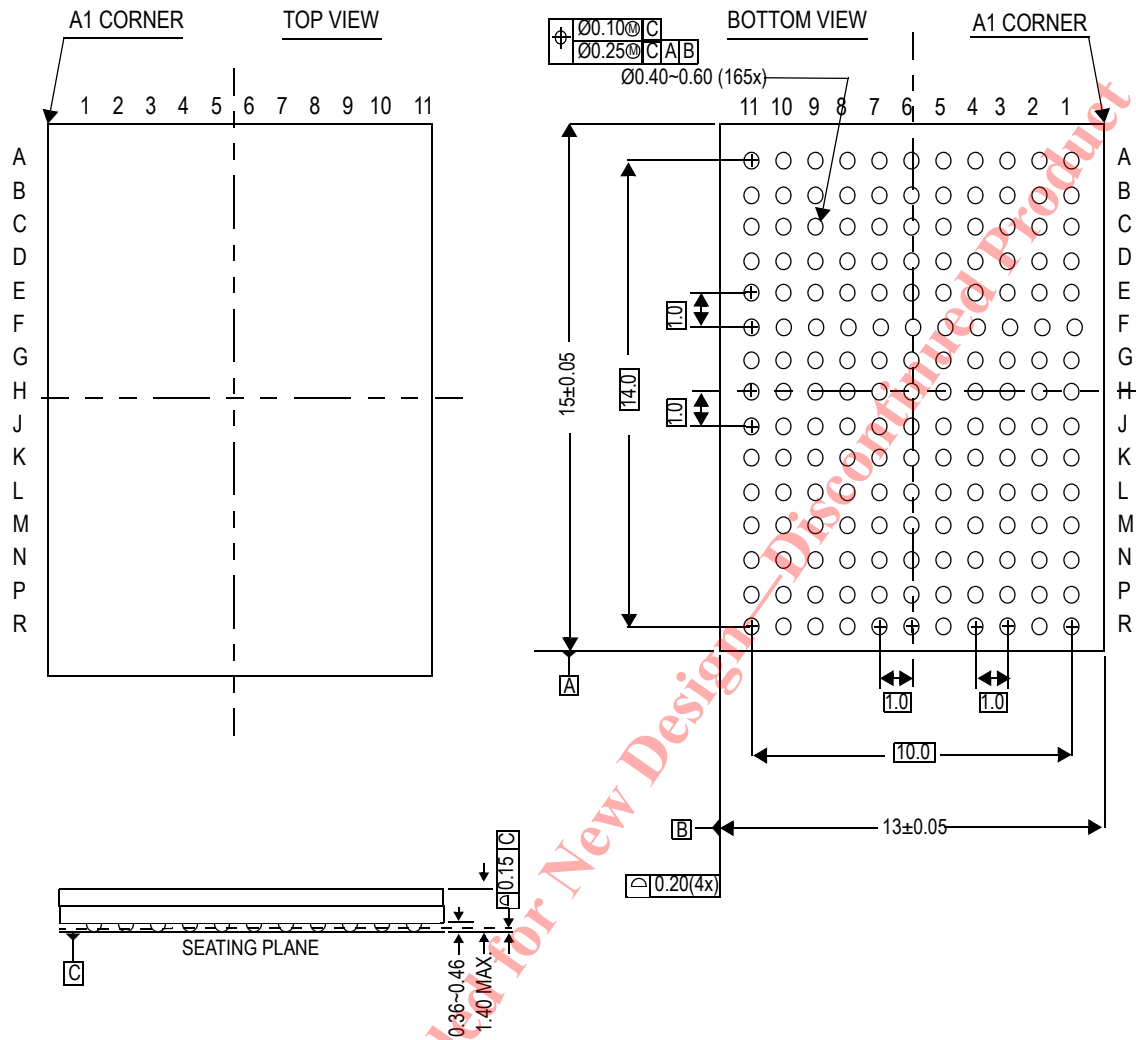 A1 CORNER
TOP VIEW
1 2 3 4 5 6 7 8 9 10 11
A
B
C
D
E
F
G
H
J
K
L
M
N
P
R
BOTTOM VIEW
A1 CORNER
Ø0.10Ⓜ C
Ø0.25Ⓜ C A B
Ø0.40~0.60 (165x)
11 10 9 8 7 6 5 4 3 2 1
A
B
C
D
E
F
G
H
J
K
L
M
N
P
R
15±0.05
14.0
1.0
1.0
A
1.0
1.0
10.0
B
13±0.05
0.20(4x)
0.15 C
SEATING PLANE
C
0.36~0.46
1.40 MAX.
for New Design—Discontinued Product